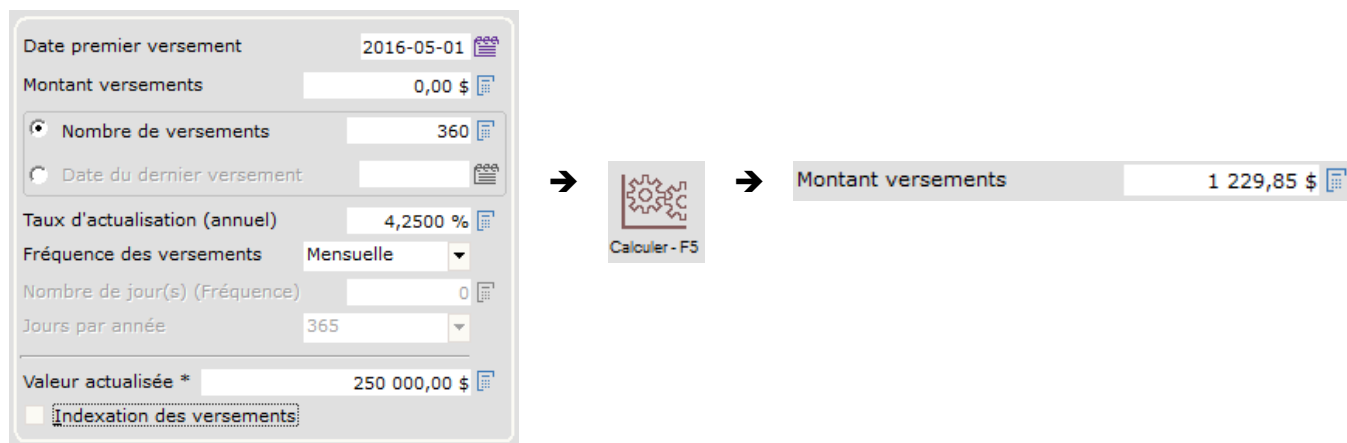 Date premier versement 2016-05-01
Montant versements 0,00 $
Nombre de versements 360
Date du dernier versement
Taux d'actualisation (annuel) 4,2500 %
Fréquence des versements Mensuelle
Nombre de jour(s) (Fréquence) 0
Jours par année 365
Valeur actualisée * 250 000,00 $
Indexation des versements
➔
Calculer - F5
➔
Montant versements 1 229,85 $